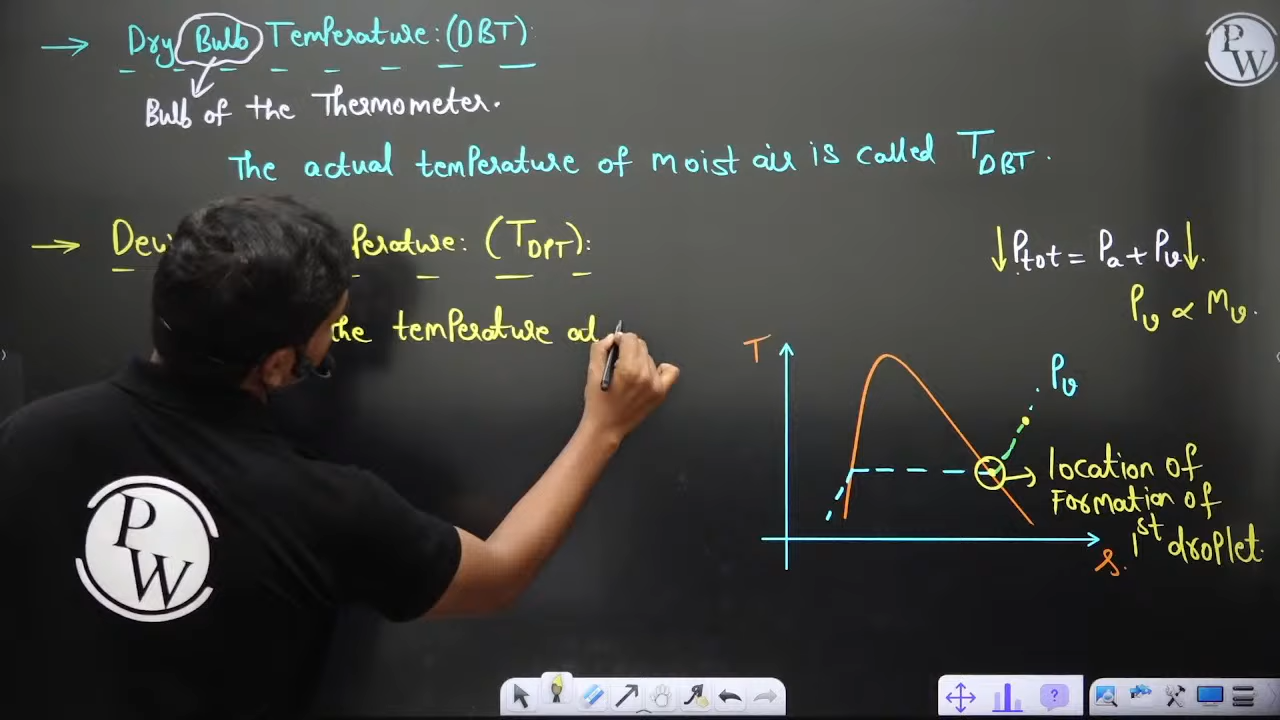 → Dry Bulb Temperature: (DBT):
Bulb of the Thermometer.
The actual temperature of moist air is called T_DBT.
→ Dew perature: (T_DPT):
the temperature at
↓P_tot = P_a + P_v↓.
P_v ∝ M_v.
T
P_v
location of
Formation of
1st droplet.
s.
PW
PW